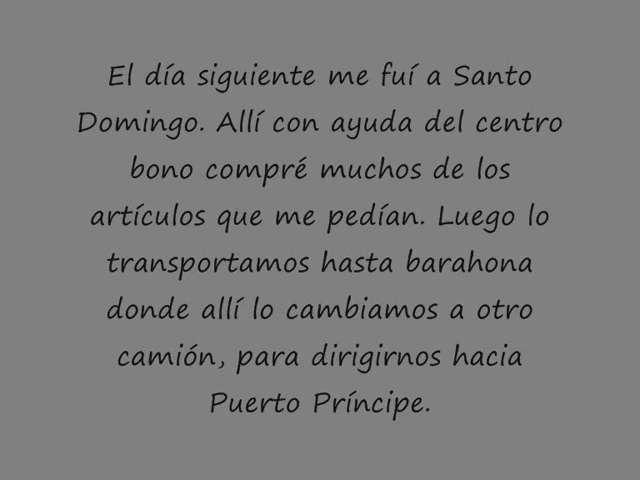 El día siguiente me fuí a Santo
Domingo. Allí con ayuda del centro
bono compré muchos de los
artículos que me pedían. Luego lo
transportamos hasta barahona
donde allí lo cambiamos a otro
camión, para dirigirnos hacia
Puerto Príncipe.